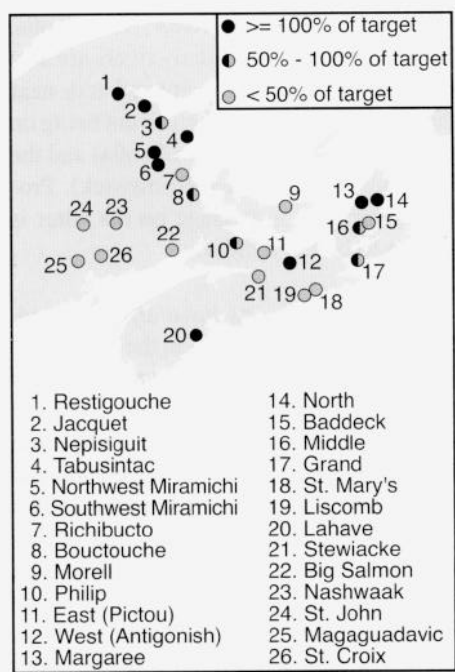 >= 100% of target
50% - 100% of target
< 50% of target
1
2
3
4
5
6
7
8
9
10
11
12
13
14
15
16
17
18
19
20
21
22
23
24
25
26
1. Restigouche
2. Jacquet
3. Nepisiguit
4. Tabusintac
5. Northwest Miramichi
6. Southwest Miramichi
7. Richibucto
8. Bouctouche
9. Morell
10. Philip
11. East (Pictou)
12. West (Antigonish)
13. Margaree
14. North
15. Baddeck
16. Middle
17. Grand
18. St. Mary's
19. Liscomb
20. Lahave
21. Stewiacke
22. Big Salmon
23. Nashwaak
24. St. John
25. Magaguadavic
26. St. Croix